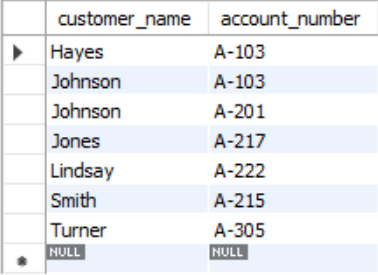 customer_name account_number
Hayes A-103
Johnson A-103
Johnson A-201
Jones A-217
Lindsay A-222
Smith A-215
Turner A-305
NULL NULL